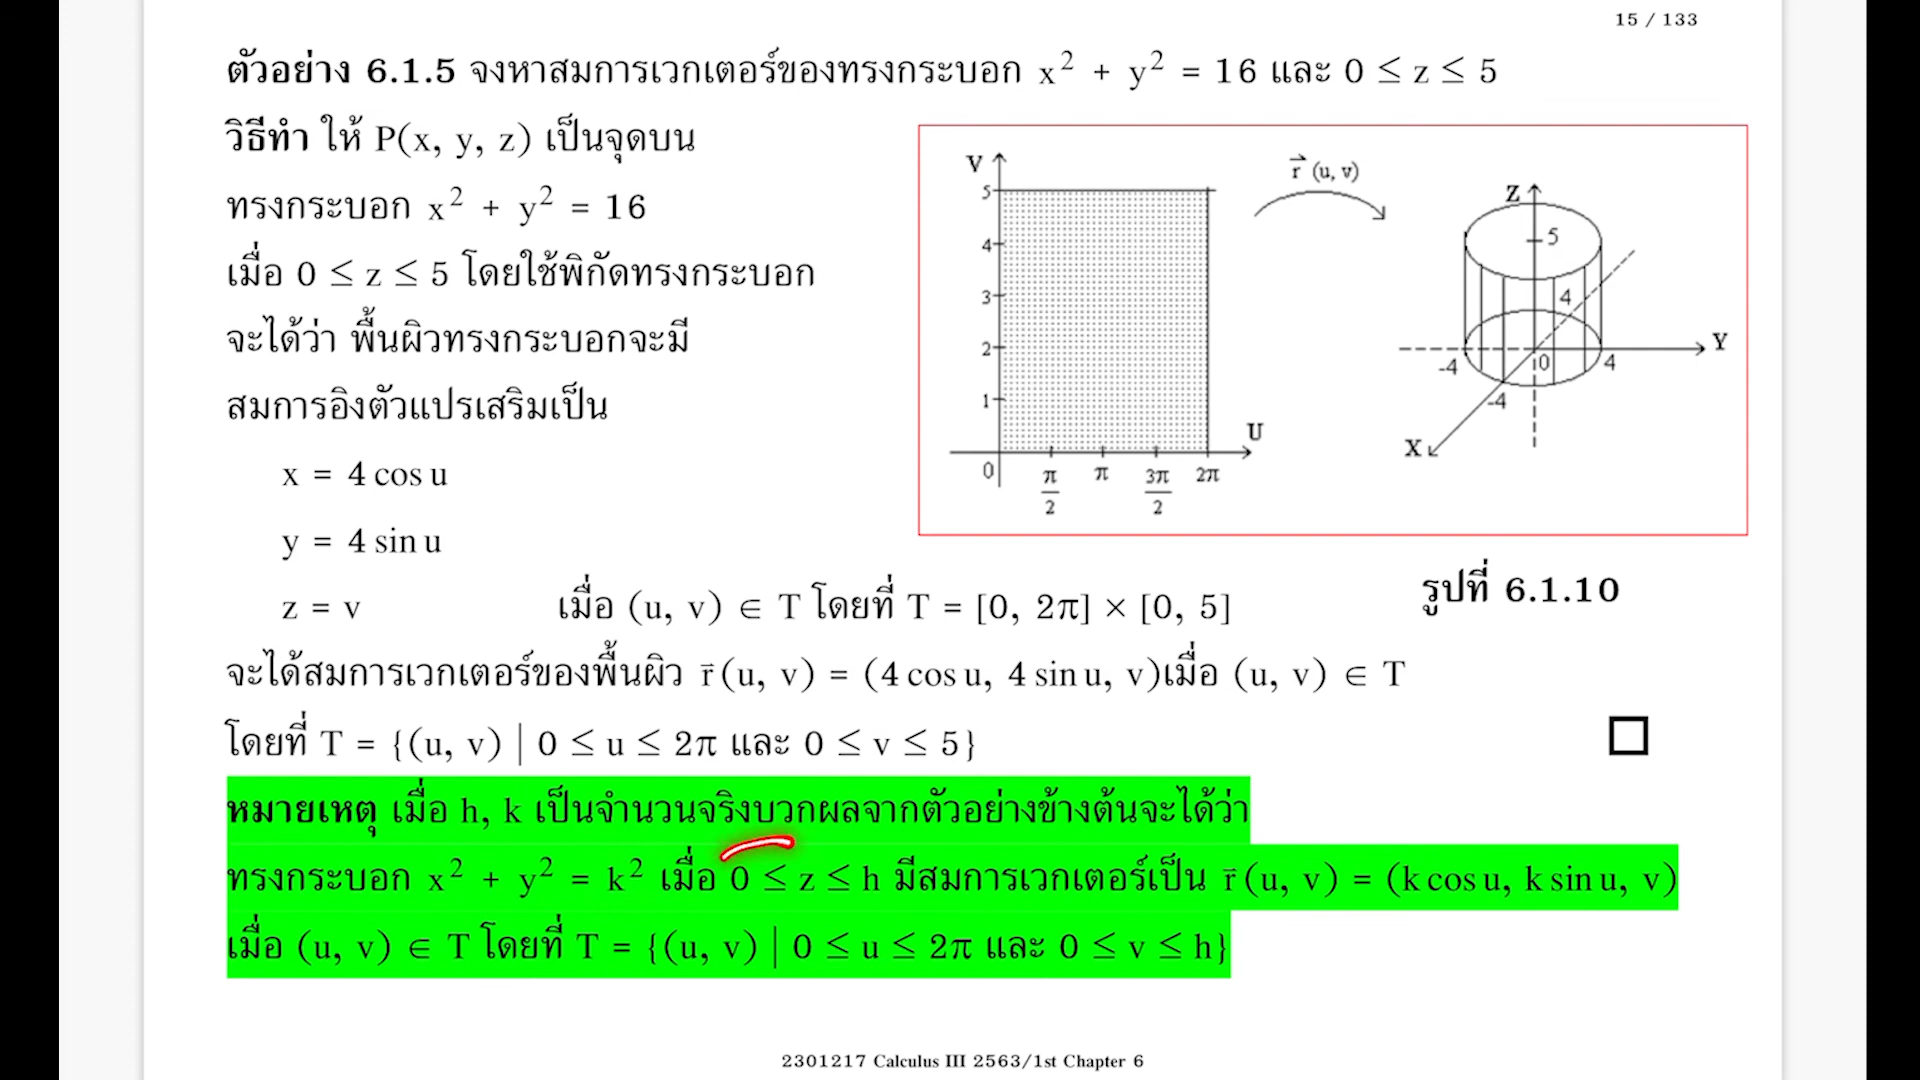 15 / 133
ตัวอย่าง 6.1.5 จงหาสมการเวกเตอร์ของทรงกระบอก x² + y² = 16 และ 0 ≤ z ≤ 5
วิธีทำ ให้ P(x, y, z) เป็นจุดบน
ทรงกระบอก x² + y² = 16
เมื่อ 0 ≤ z ≤ 5 โดยใช้พิกัดทรงกระบอก
จะได้ว่า พื้นผิวทรงกระบอกจะมี
สมการอิงตัวแปรเสริมเป็น
x = 4 cos u
y = 4 sin u
z = v เมื่อ (u, v) ∈ T โดยที่ T = [0, 2π] × [0, 5]
V
5
4
3
2
1
0
π/2
π
3π/2
2π
U
r⃗ (u, v)
Z
5
4
Y
-4
0
4
-4
X
รูปที่ 6.1.10
จะได้สมการเวกเตอร์ของพื้นผิว r⃗(u, v) = (4 cos u, 4 sin u, v)เมื่อ (u, v) ∈ T
โดยที่ T = {(u, v) | 0 ≤ u ≤ 2π และ 0 ≤ v ≤ 5}
หมายเหตุ เมื่อ h, k เป็นจำนวนจริงบวกผลจากตัวอย่างข้างต้นจะได้ว่า
ทรงกระบอก x² + y² = k² เมื่อ 0 ≤ z ≤ h มีสมการเวกเตอร์เป็น r⃗(u, v) = (k cos u, k sin u, v)
เมื่อ (u, v) ∈ T โดยที่ T = {(u, v) | 0 ≤ u ≤ 2π และ 0 ≤ v ≤ h}
2301217 Calculus III 2563/1st Chapter 6